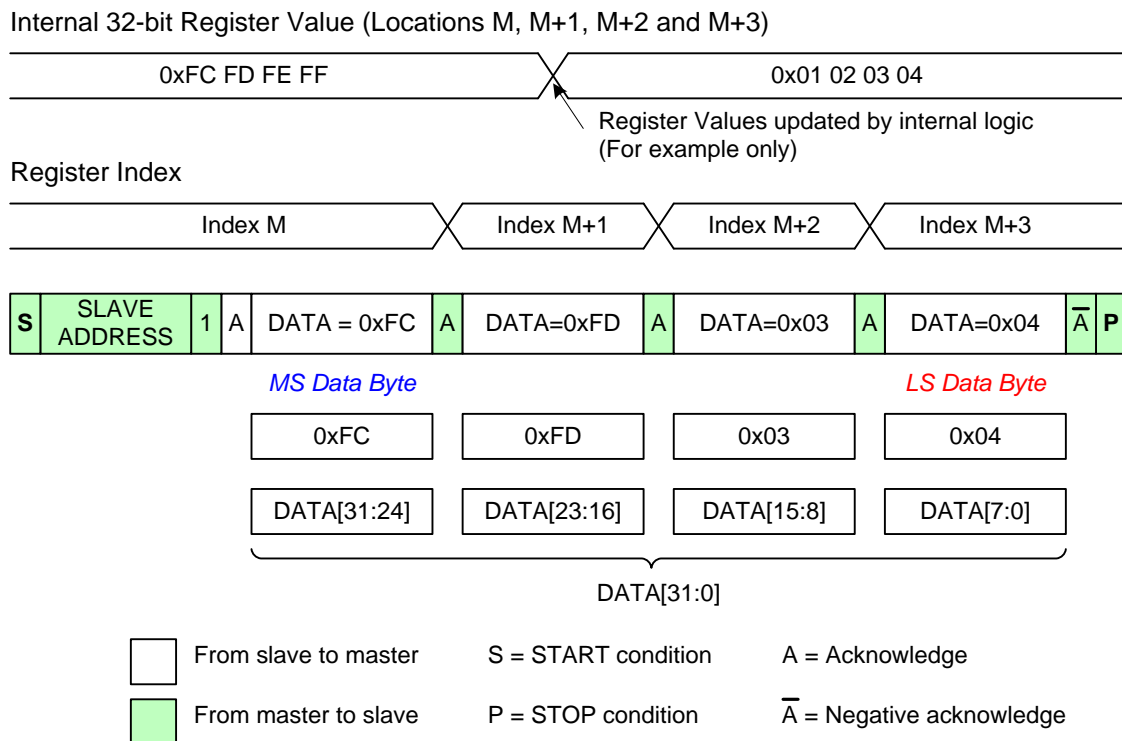 Internal 32-bit Register Value (Locations M, M+1, M+2 and M+3)
0xFC FD FE FF
0x01 02 03 04
Register Values updated by internal logic
(For example only)
Register Index
Index M
Index M+1
Index M+2
Index M+3
S
SLAVE
ADDRESS
1
A
DATA = 0xFC
A
DATA=0xFD
A
DATA=0x03
A
DATA=0x04
A̅
P
MS Data Byte
LS Data Byte
0xFC
0xFD
0x03
0x04
DATA[31:24]
DATA[23:16]
DATA[15:8]
DATA[7:0]
DATA[31:0]
From slave to master
S = START condition
A = Acknowledge
From master to slave
P = STOP condition
A̅ = Negative acknowledge